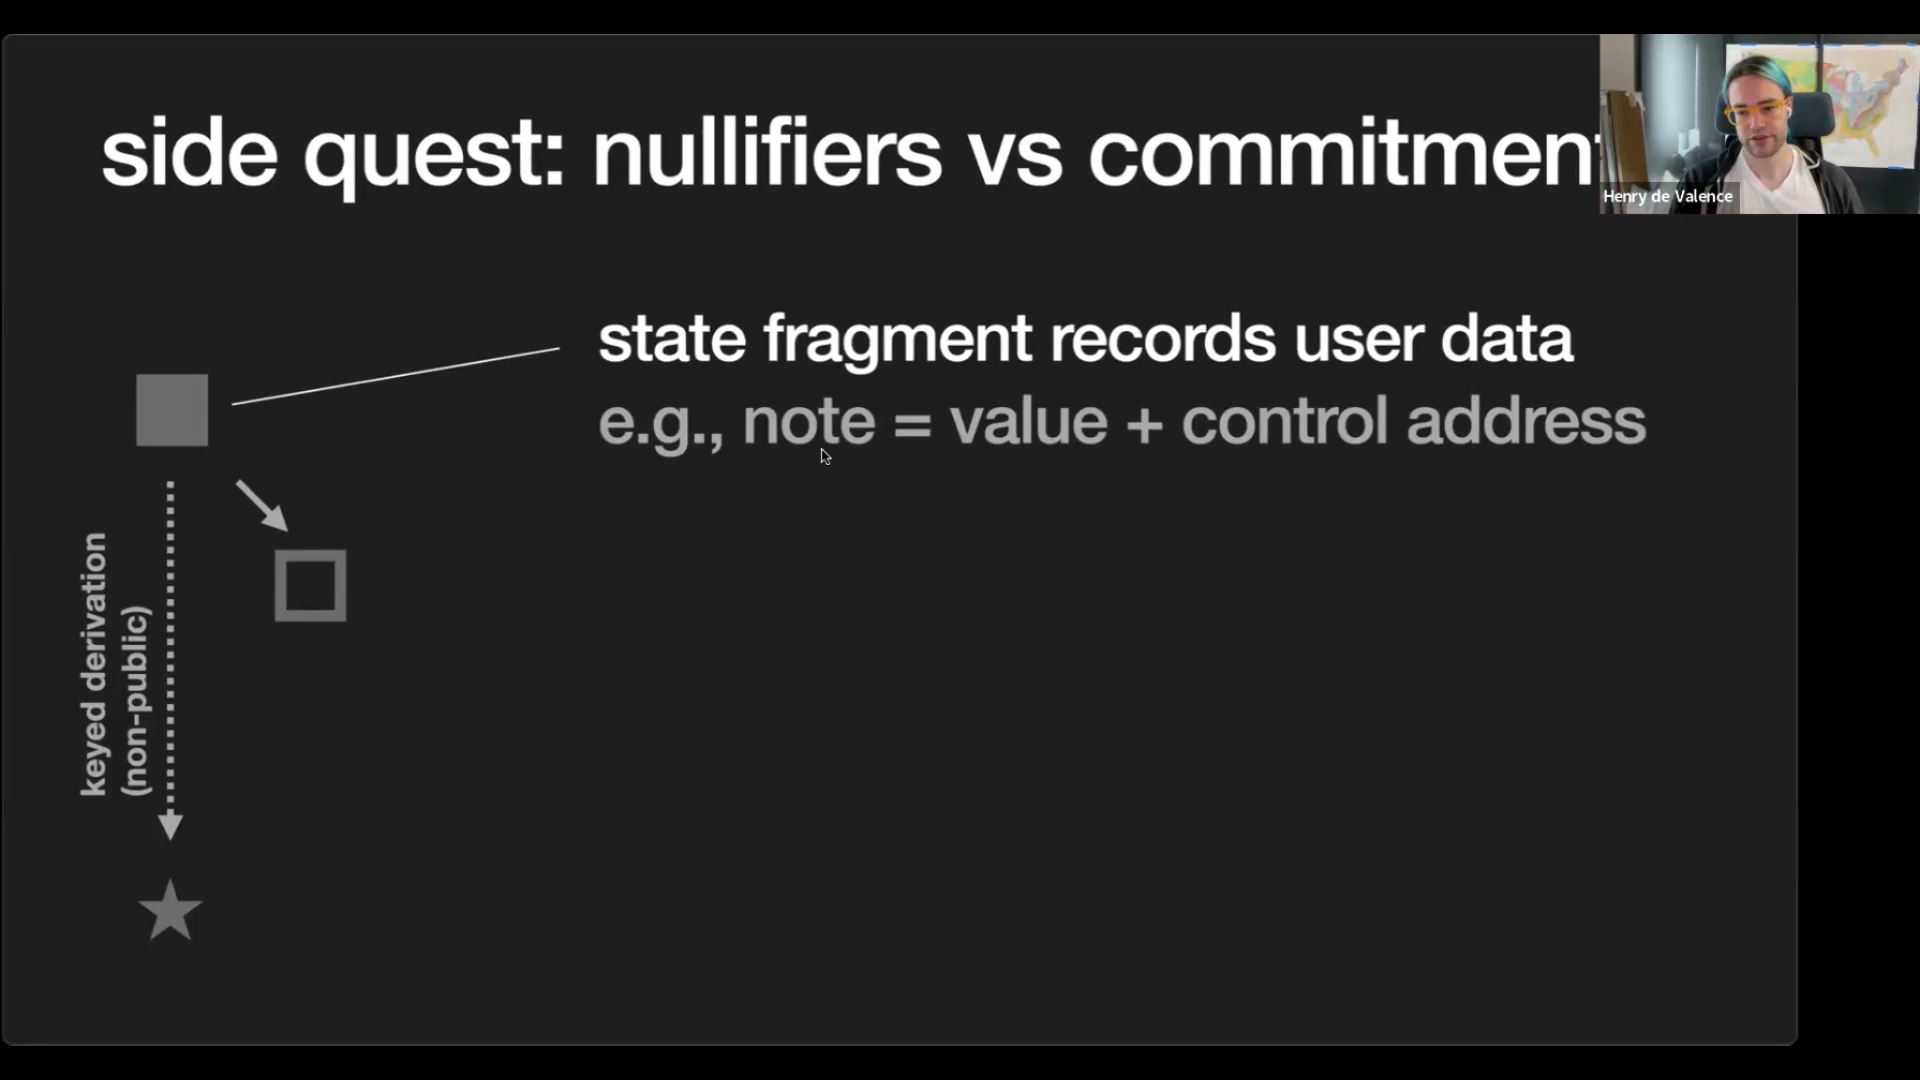 side quest: nullifiers vs commitment
Henry de Valence
state fragment records user data
e.g., note = value + control address
keyed derivation
(non-public)